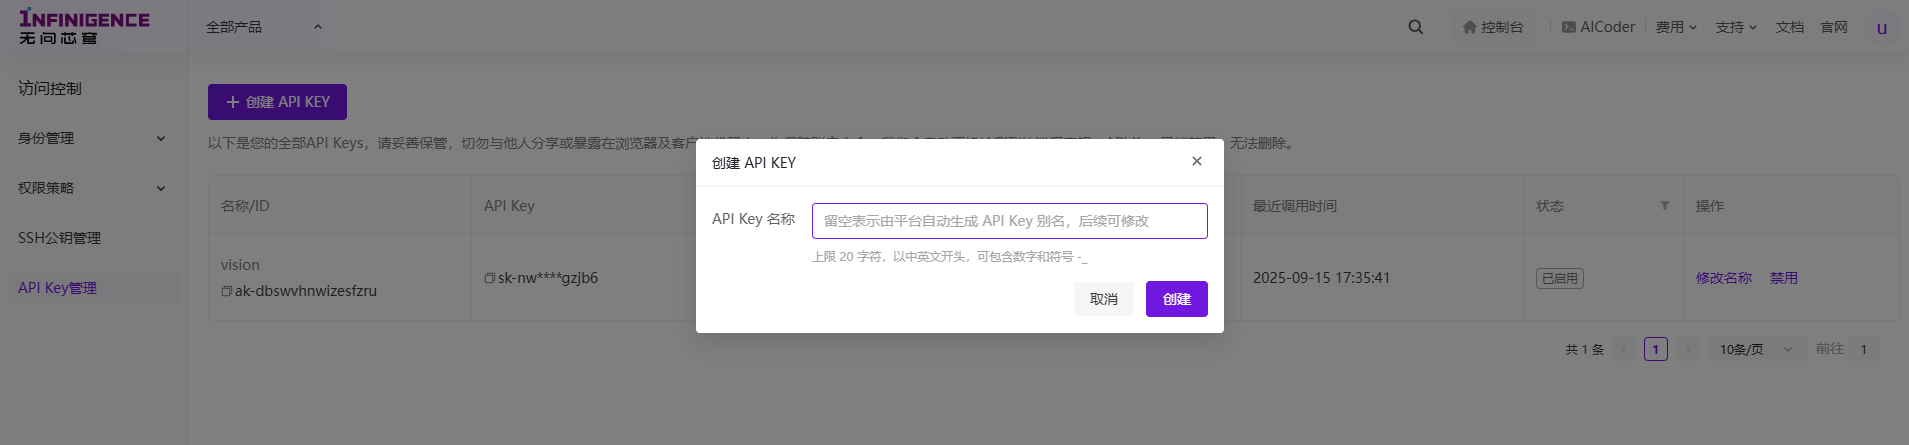 INFINIGENCE
无问芯穹
全部产品
控制台
AICoder
费用
支持
文档
官网
u
访问控制
身份管理
权限策略
SSH公钥管理
API Key管理
+ 创建 API KEY
以下是您的全部API Keys，请妥善保管，切勿与他人分享或暴露在浏览器及客户 无法删除。
创建 API KEY
API Key 名称
留空表示由平台自动生成 API Key 别名，后续可修改
上限 20 字符，以中英文开头，可包含数字和符号 -_
取消
创建
名称/ID
API Key
最近调用时间
状态
操作
vision
ak-dbswvhnwizesfzru
sk-nw****gzjb6
2025-09-15 17:35:41
已启用
修改名称 禁用
共 1 条
1
10条/页
前往 1